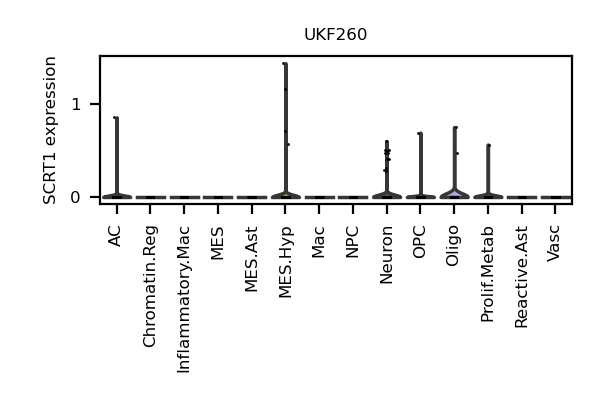 UKF260
SCRT1 expression
1
0
AC
Chromatin.Reg
Inflammatory.Mac
MES
MES.Ast
MES.Hyp
Mac
NPC
Neuron
OPC
Oligo
Prolif.Metab
Reactive.Ast
Vasc